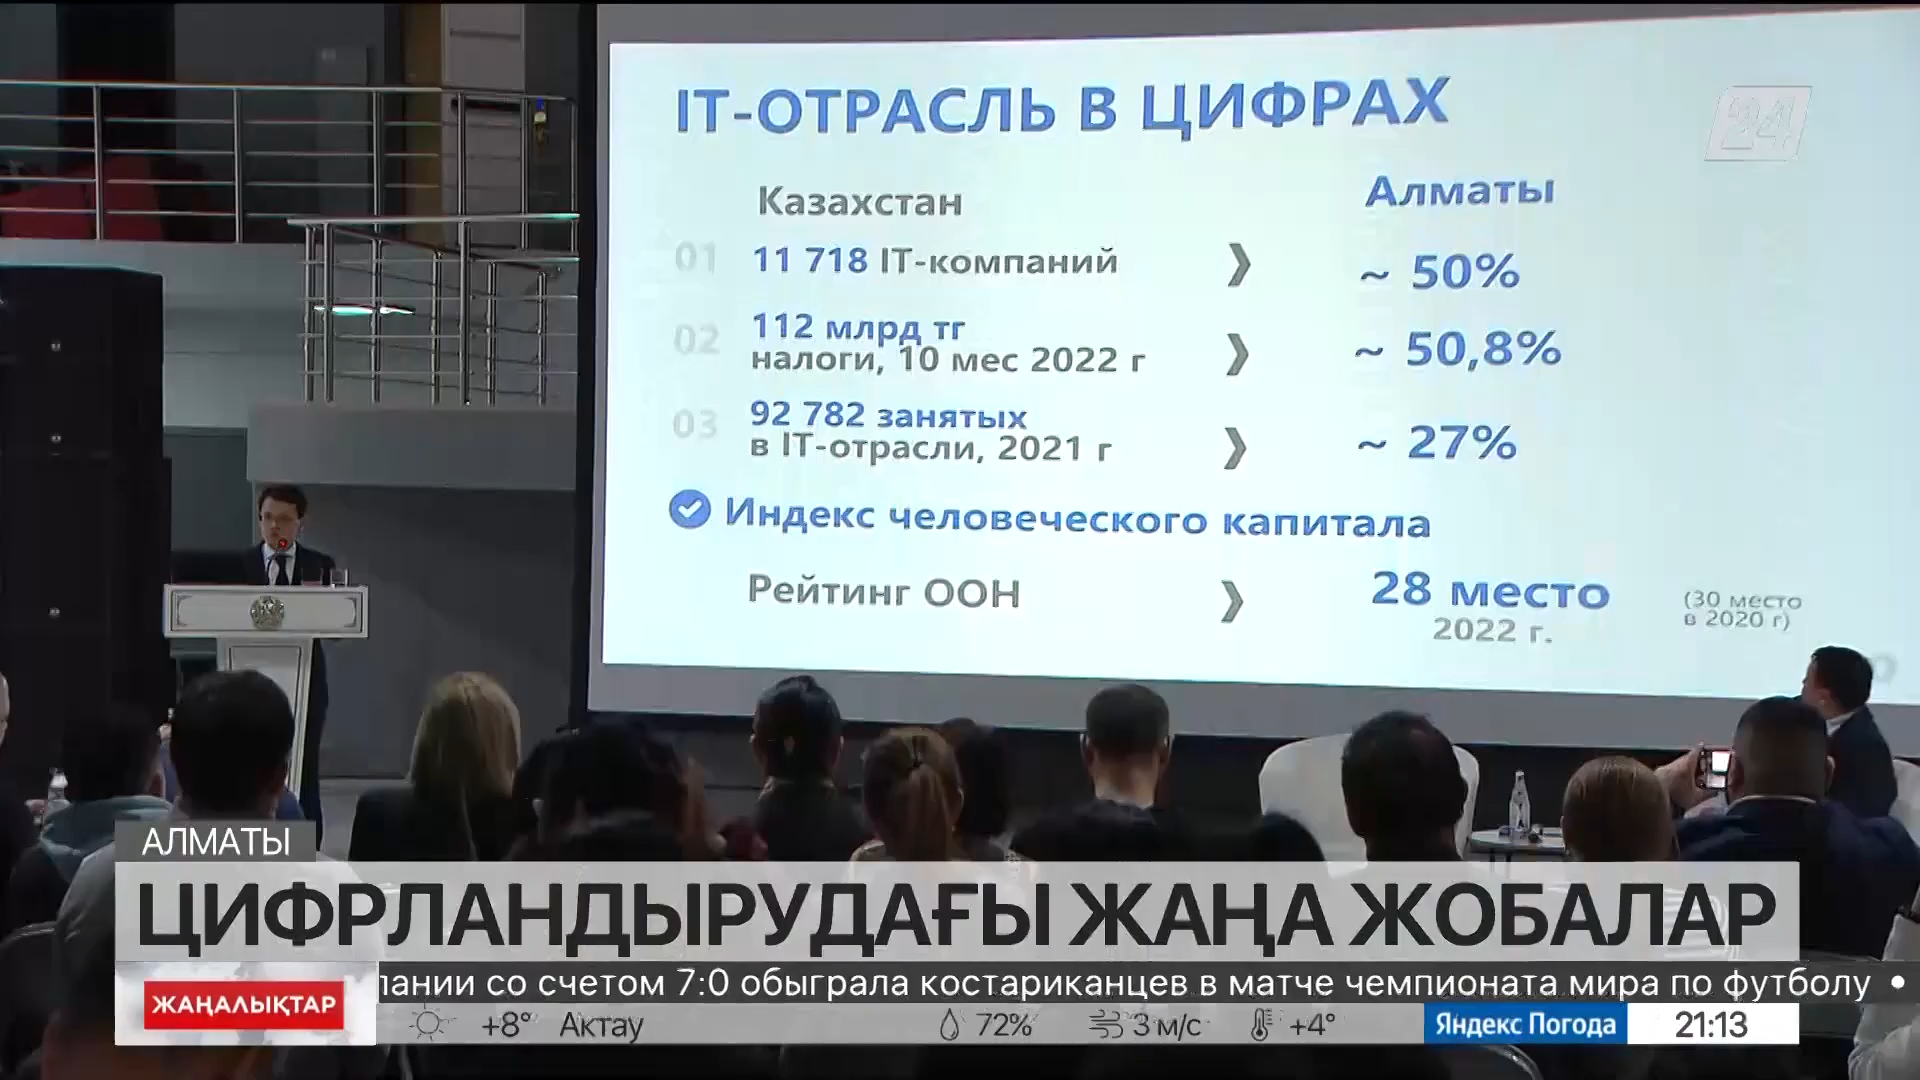 IT-ОТРАСЛЬ В ЦИФРАХ
24
Казахстан
Алматы
01
11 718 IT-компаний
~ 50%
02
112 млрд тг
налоги, 10 мес 2022 г
~ 50,8%
03
92 782 занятых
в IT-отрасли, 2021 г
~ 27%
Индекс человеческого капитала
Рейтинг ООН
28 место
2022 г.
(30 место
в 2020 г)
АЛМАТЫ
ЦИФРЛАНДЫРУДАҒЫ ЖАҢА ЖОБАЛАР
ЖАҢАЛЫҚТАР
со счетом 7:0 обыграла костариканцев в матче чемпионата мира по футболу •
+8° Актау 72% 3 м/с +4° Яндекс Погода 21:13